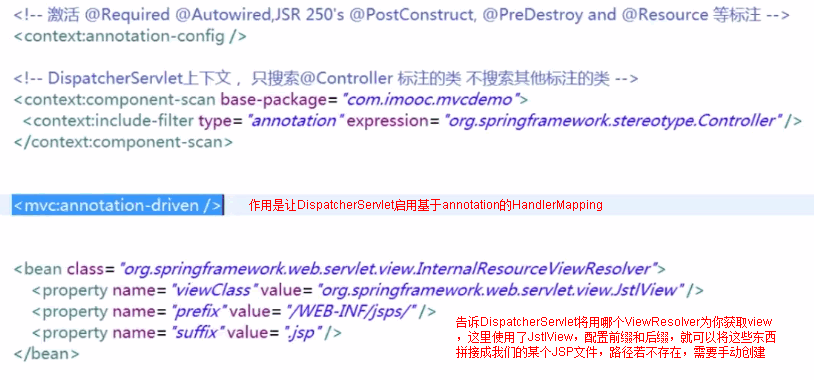 <!-- 激活 @Required @Autowired,JSR 250's @PostConstruct, @PreDestroy and @Resource 等标注 -->
<context:annotation-config />
<!-- DispatcherServlet上下文， 只搜索@Controller 标注的类 不搜索其他标注的类 -->
<context:component-scan base-package="com.imooc.mvcdemo">
<context:include-filter type="annotation" expression="org.springframework.stereotype.Controller" />
</context:component-scan>
<mvc:annotation-driven /> 作用是让DispatcherServlet启用基于annotation的HandlerMapping
<bean class="org.springframework.web.servlet.view.InternalResourceViewResolver">
<property name="viewClass" value="org.springframework.web.servlet.view.JstlView" />
<property name="prefix" value="/WEB-INF/jsps/" />
<property name="suffix" value=".jsp" />
</bean>
告诉DispatcherServlet将用哪个ViewResolver为你获取view
，这里使用了JstlView，配置前缀和后缀，就可以将这些东西
拼接成我们的某个JSP文件，路径若不存在，需要手动创建